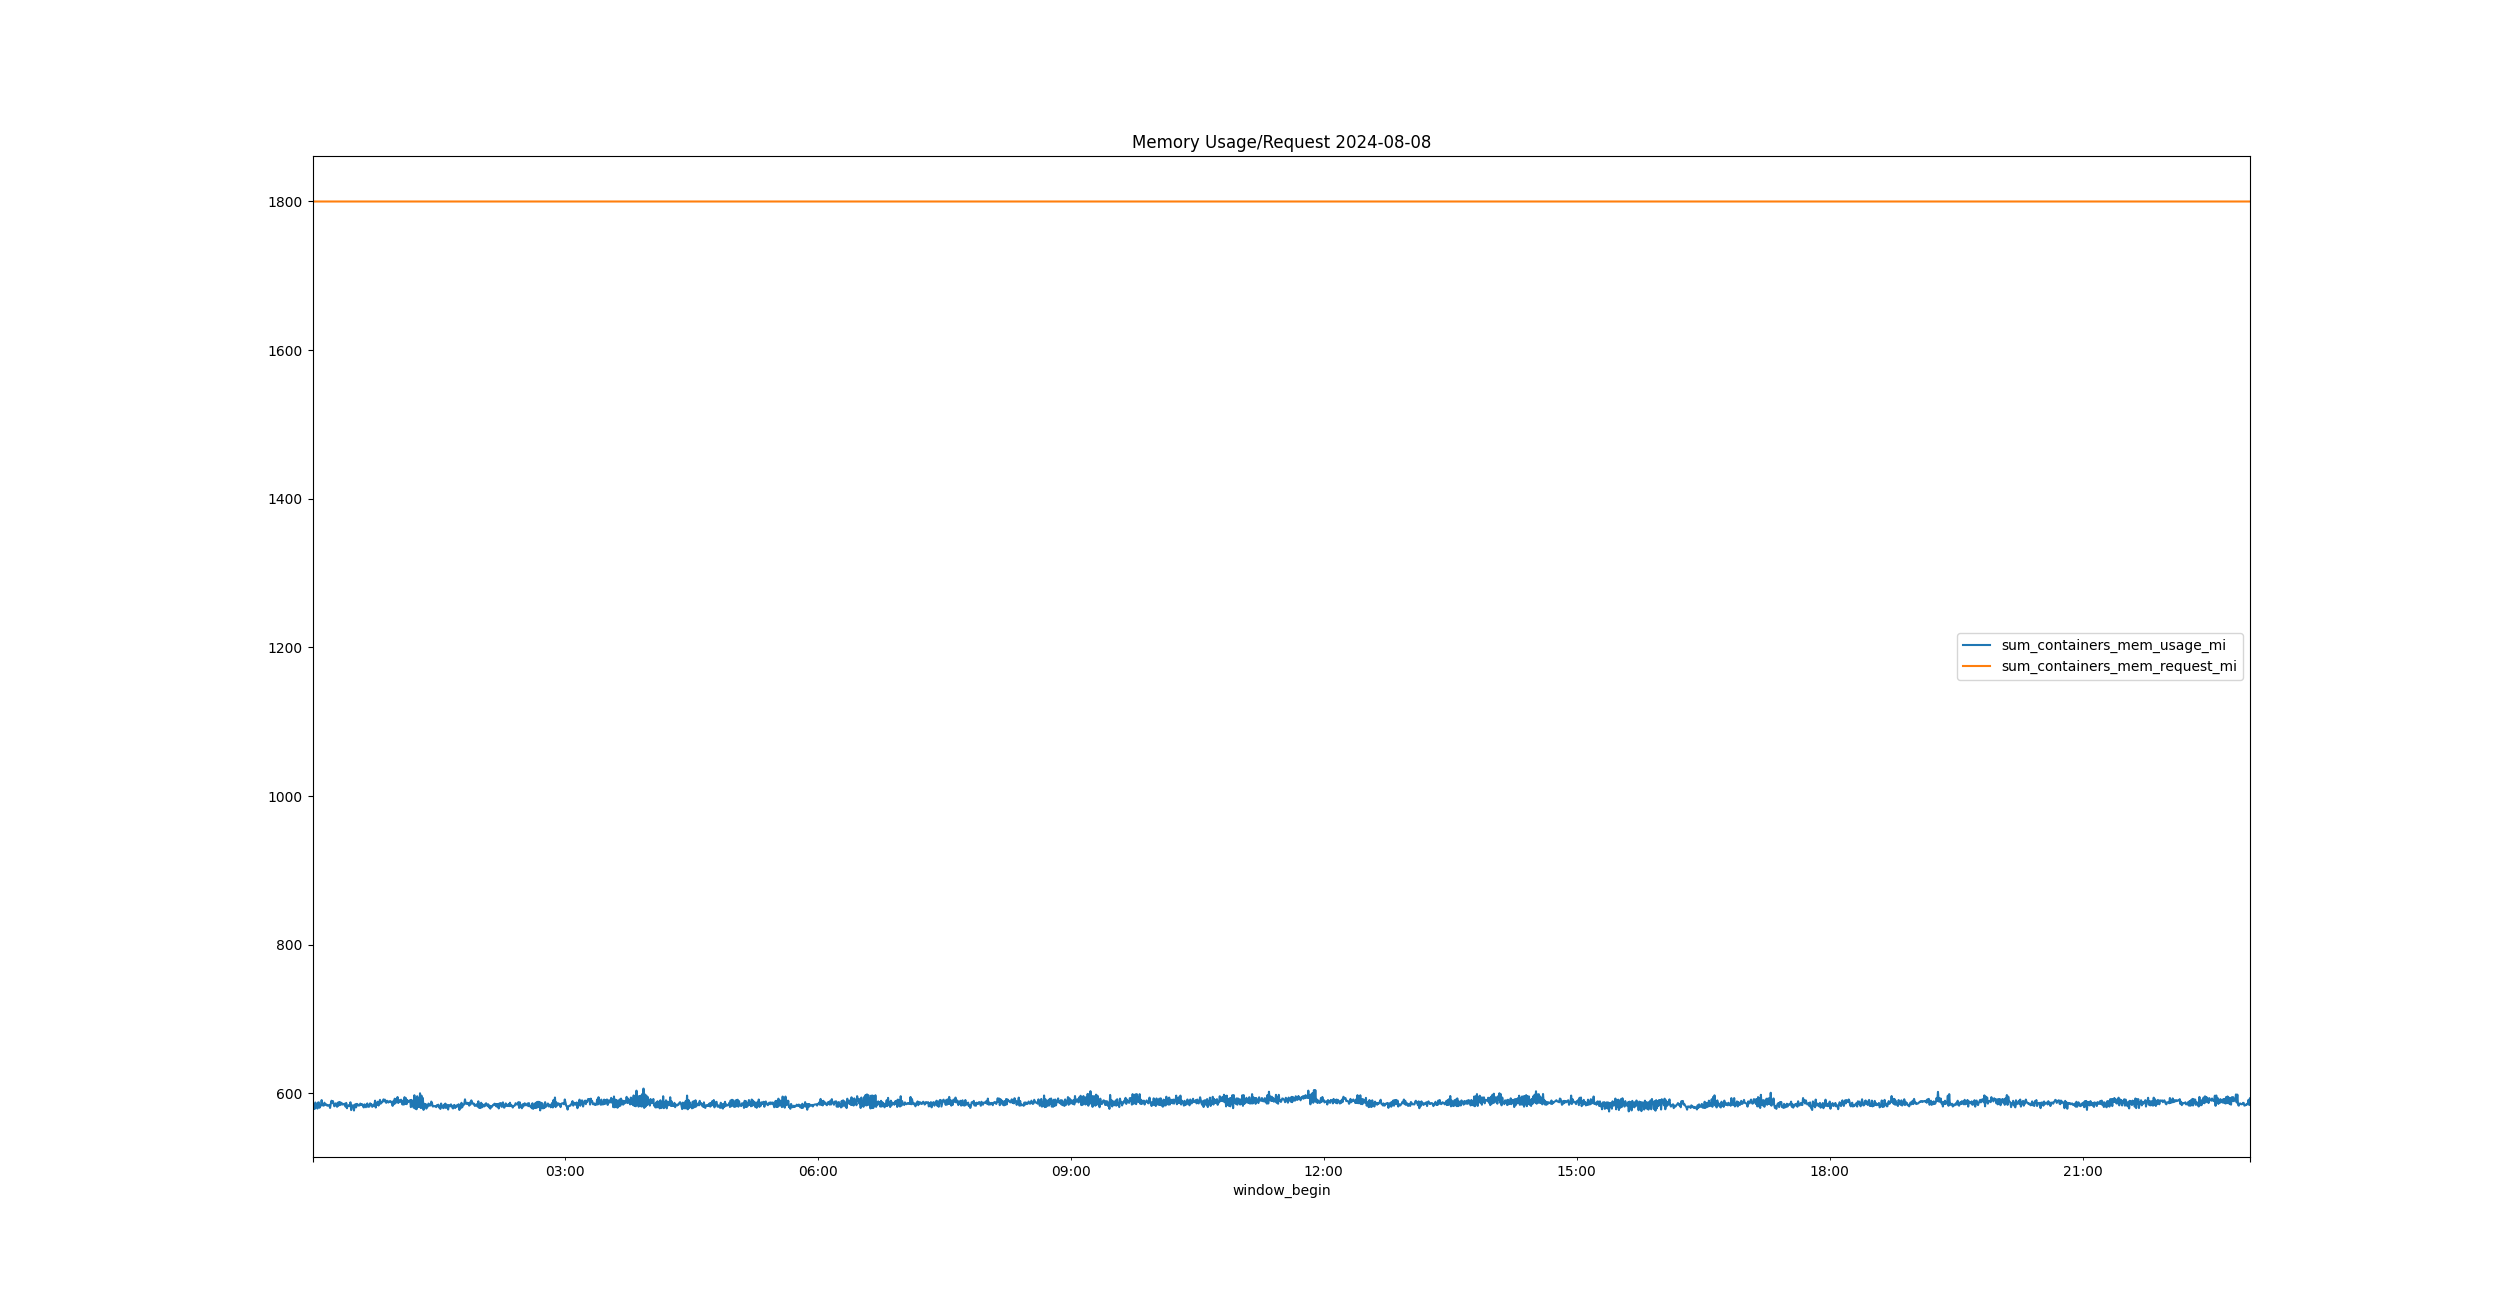 Memory Usage/Request 2024-08-08
1800
1600
1400
1200
1000
800
600
sum_containers_mem_usage_mi
sum_containers_mem_request_mi
03:00 06:00 09:00 12:00 15:00 18:00 21:00
window_begin